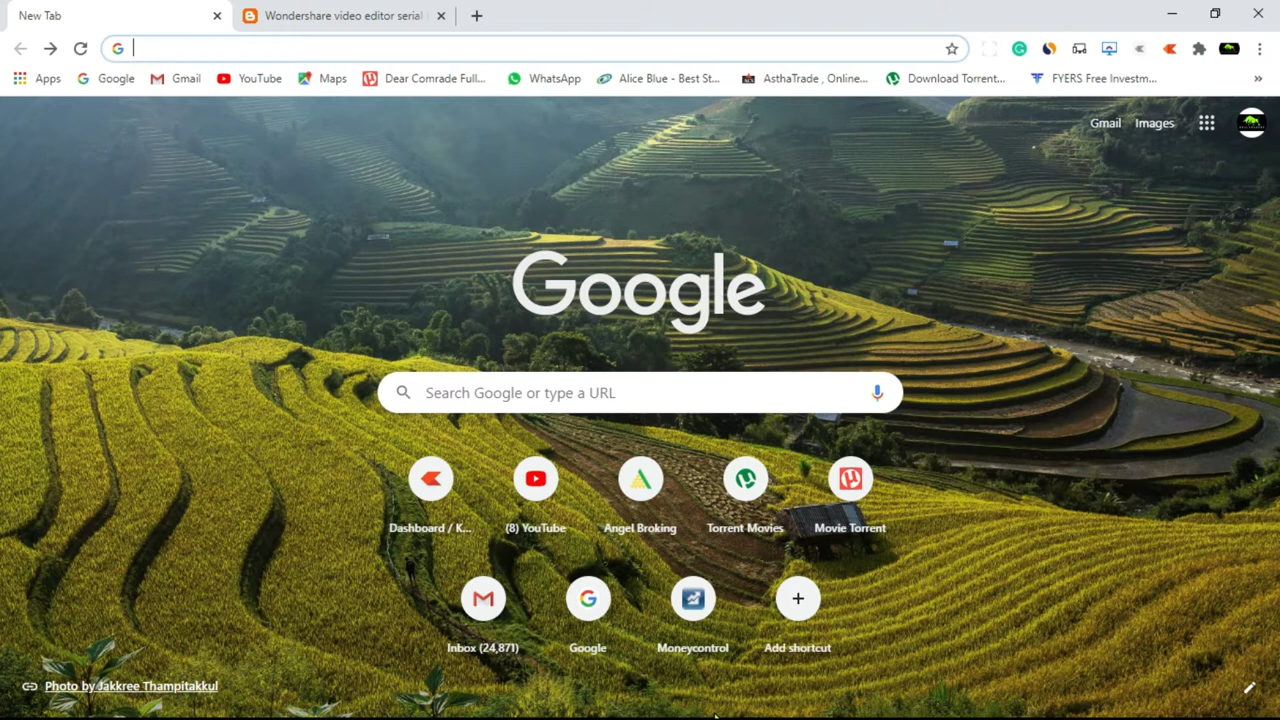 New Tab
Wondershare video editor serial
Apps
Google
Gmail
YouTube
Maps
Dear Comrade Full...
WhatsApp
Alice Blue - Best St...
AsthaTrade , Online...
Download Torrent...
FYERS Free Investm...
»
Gmail
Images
Google
Search Google or type a URL
Dashboard / K...
(8) YouTube
Angel Broking
Torrent Movies
Movie Torrent
Inbox (24,871)
Google
Moneycontrol
Add shortcut
Photo by Jakkree Thampitakkul